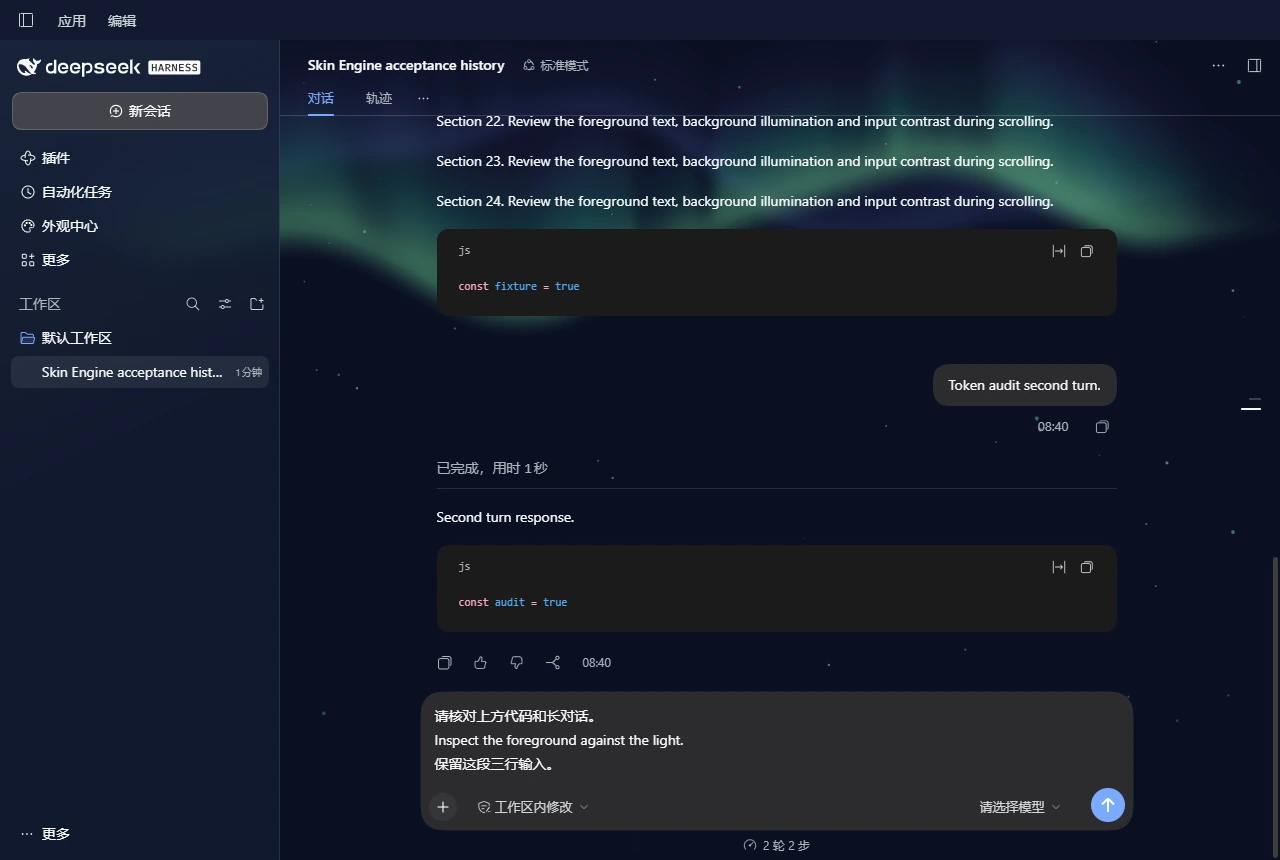 应用 编辑
deepseek HARNESS
新会话
插件
自动化任务
外观中心
更多
工作区
默认工作区
Skin Engine acceptance hist... 1分钟
更多
Skin Engine acceptance history 标准模式
对话 轨迹 ...
Section 22. Review the foreground text, background illumination and input contrast during scrolling.
Section 23. Review the foreground text, background illumination and input contrast during scrolling.
Section 24. Review the foreground text, background illumination and input contrast during scrolling.
js
const fixture = true
Token audit second turn.
08:40
已完成，用时 1 秒
Second turn response.
js
const audit = true
08:40
请核对上方代码和长对话。
Inspect the foreground against the light.
保留这段三行输入。
工作区内修改 请选择模型
2 轮 2 步